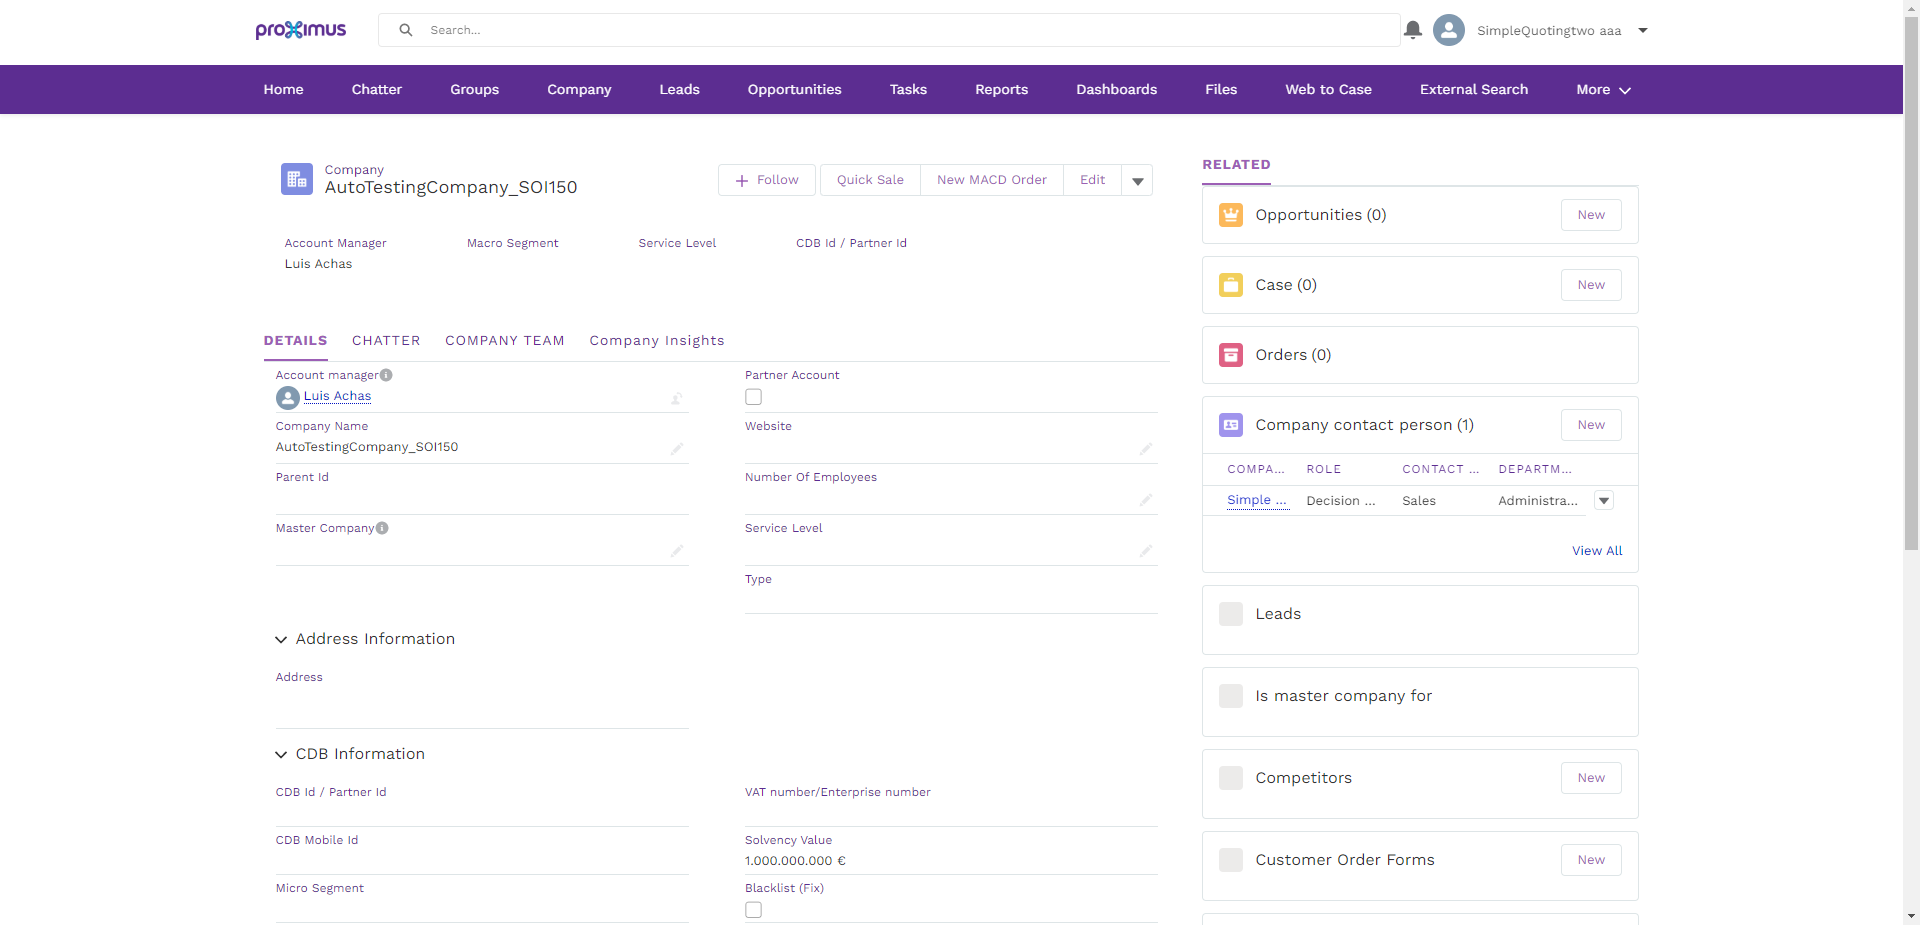 proximus
Search...
SimpleQuotingtwo aaa
Home
Chatter
Groups
Company
Leads
Opportunities
Tasks
Reports
Dashboards
Files
Web to Case
External Search
More
Company
AutoTestingCompany_SOI150
Follow
Quick Sale
New MACD Order
Edit
Account Manager
Luis Achas
Macro Segment
Service Level
CDB Id / Partner Id
DETAILS
CHATTER
COMPANY TEAM
Company Insights
Account manager
Luis Achas
Company Name
AutoTestingCompany_SOI150
Parent Id
Master Company
Partner Account
Website
Number Of Employees
Service Level
Type
Address Information
Address
CDB Information
CDB Id / Partner Id
CDB Mobile Id
Micro Segment
VAT number/Enterprise number
Solvency Value
1.000.000.000 €
Blacklist (Fix)
RELATED
Opportunities (0)
New
Case (0)
New
Orders (0)
Company contact person (1)
New
COMPA... ROLE CONTACT ... DEPARTM...
Simple ... Decision ... Sales Administra...
View All
Leads
Is master company for
Competitors
New
Customer Order Forms
New